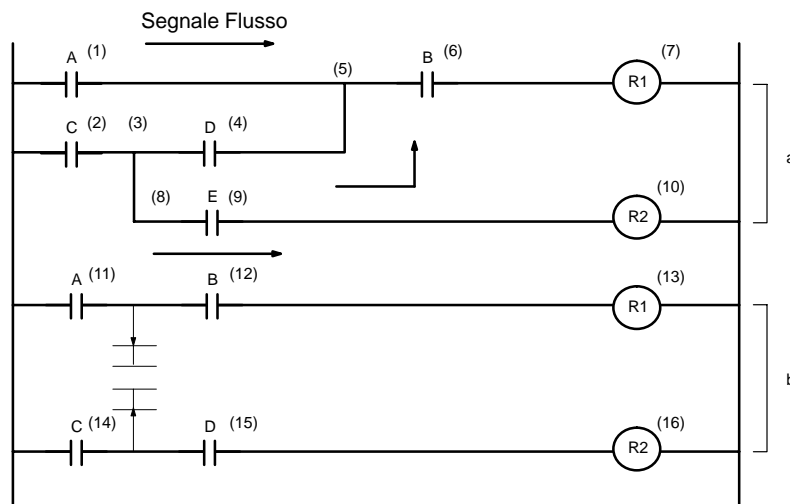 Segnale Flusso
A (1)
(5)
B (6)
(7)
R1
C (2)
(3)
D (4)
a
(8)
E (9)
(10)
R2
A (11)
B (12)
(13)
R1
b
C (14)
D (15)
(16)
R2